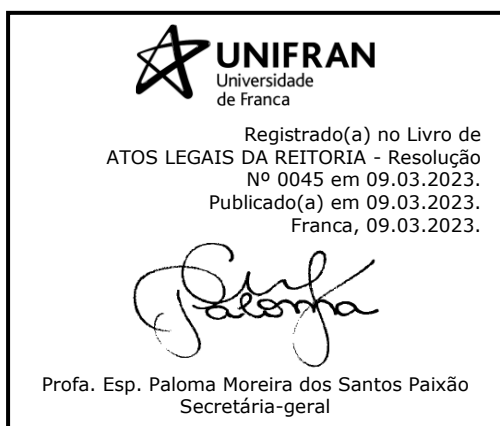 UNIFRAN
Universidade
de Franca
Registrado(a) no Livro de
ATOS LEGAIS DA REITORIA - Resolução
Nº 0045 em 09.03.2023.
Publicado(a) em 09.03.2023.
Franca, 09.03.2023.
Paloma
Profa. Esp. Paloma Moreira dos Santos Paixão
Secretária-geral